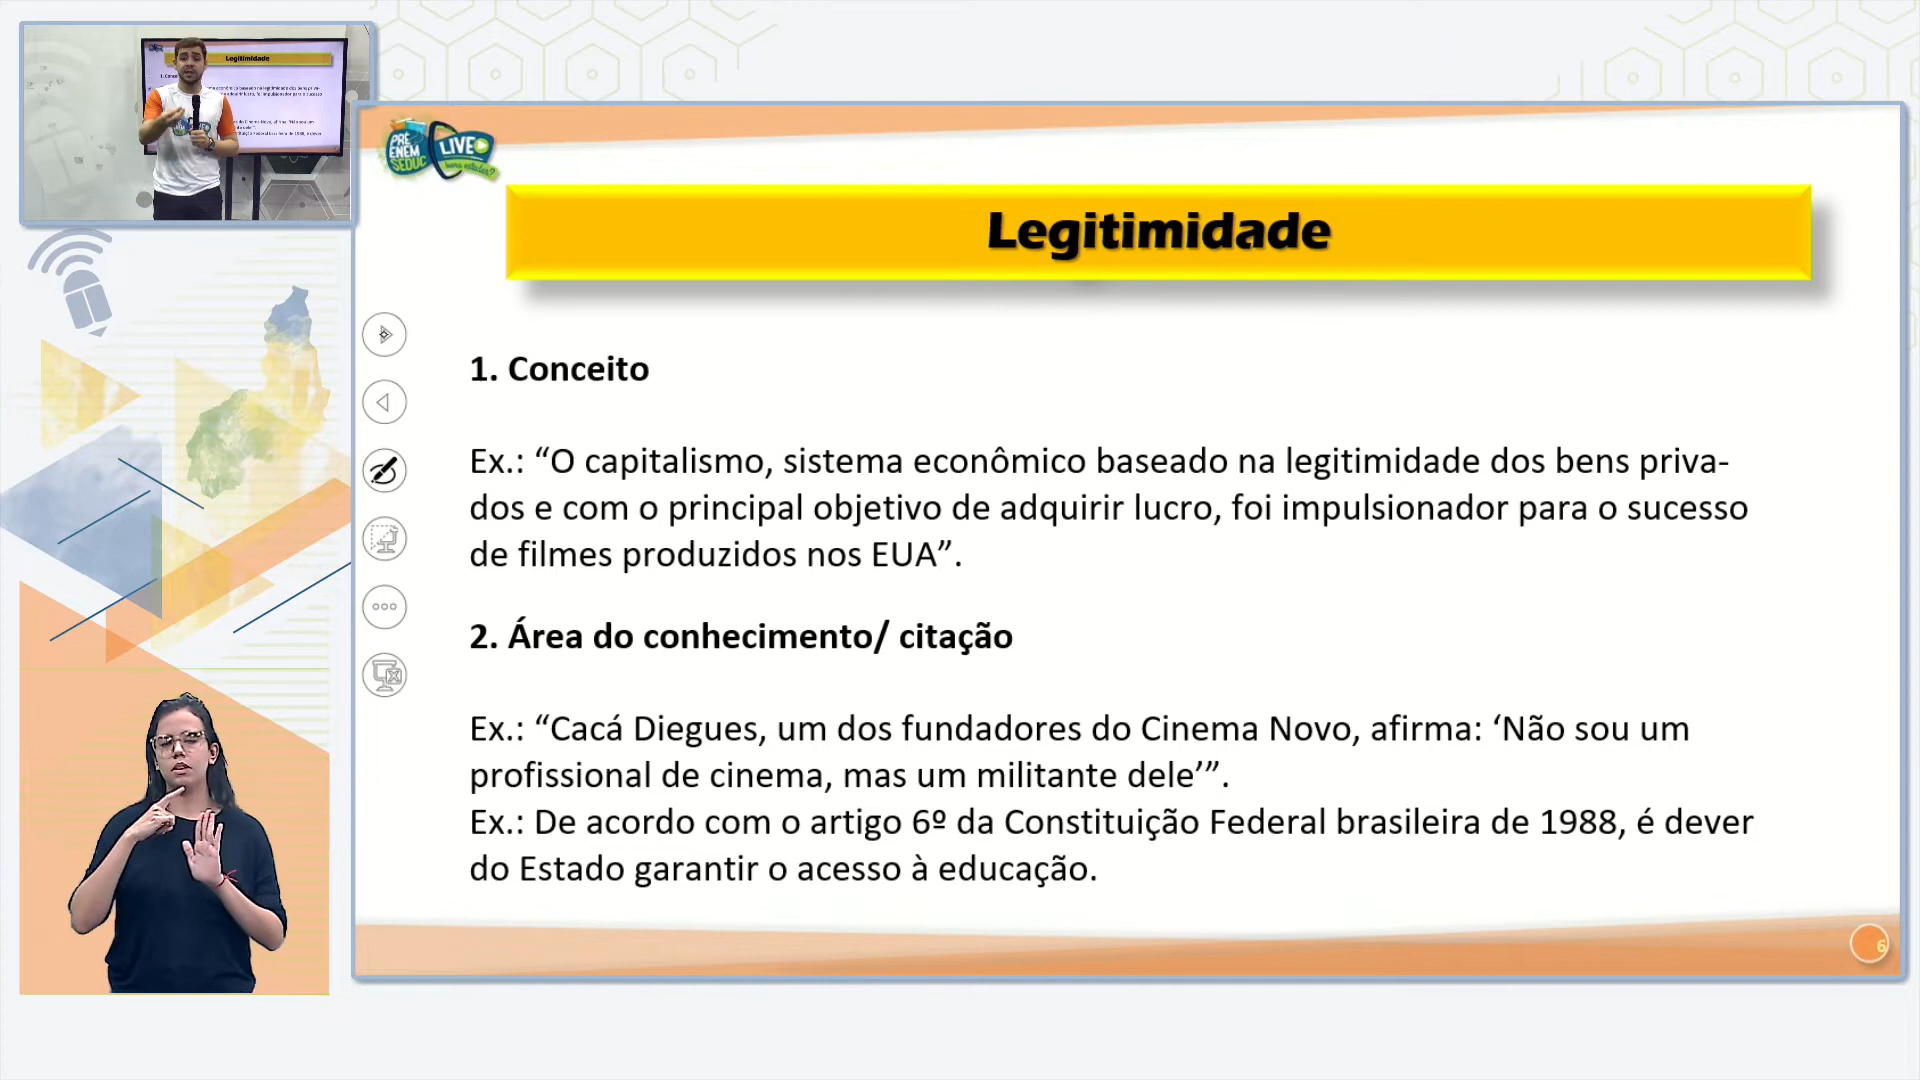 Legitimidade
PRÉ
ENEM
SEDUC
LIVE
Legitimidade
1. Conceito
Ex.: “O capitalismo, sistema econômico baseado na legitimidade dos bens priva-
dos e com o principal objetivo de adquirir lucro, foi impulsionador para o sucesso
de filmes produzidos nos EUA”.
2. Área do conhecimento/ citação
Ex.: “Cacá Diegues, um dos fundadores do Cinema Novo, afirma: ‘Não sou um
profissional de cinema, mas um militante dele’”.
Ex.: De acordo com o artigo 6º da Constituição Federal brasileira de 1988, é dever
do Estado garantir o acesso à educação.
6